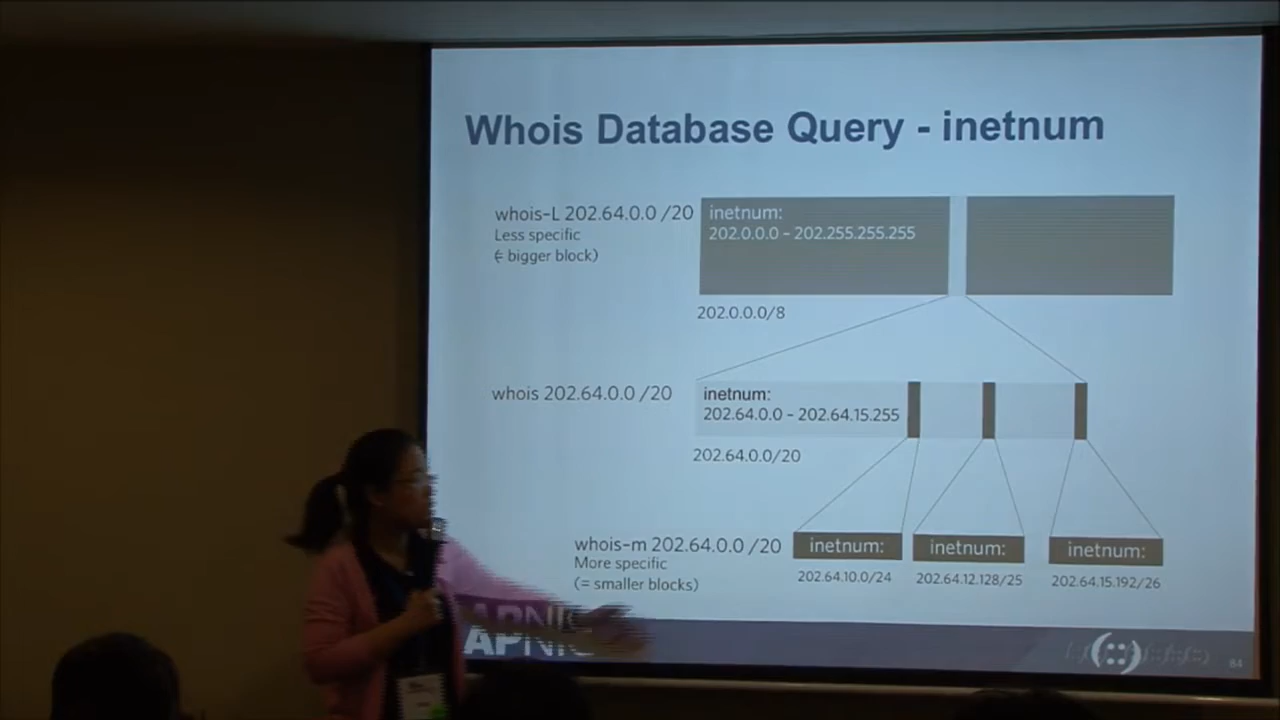 Whois Database Query - inetnum
whois-L 202.64.0.0 /20
Less specific
(= bigger block)
inetnum:
202.0.0.0 - 202.255.255.255
202.0.0.0/8
whois 202.64.0.0 /20
inetnum:
202.64.0.0 - 202.64.15.255
202.64.0.0/20
whois-m 202.64.0.0 /20
More specific
(= smaller blocks)
inetnum:
inetnum:
inetnum:
202.64.10.0/24
202.64.12.128/25
202.64.15.192/26
APNIC
84